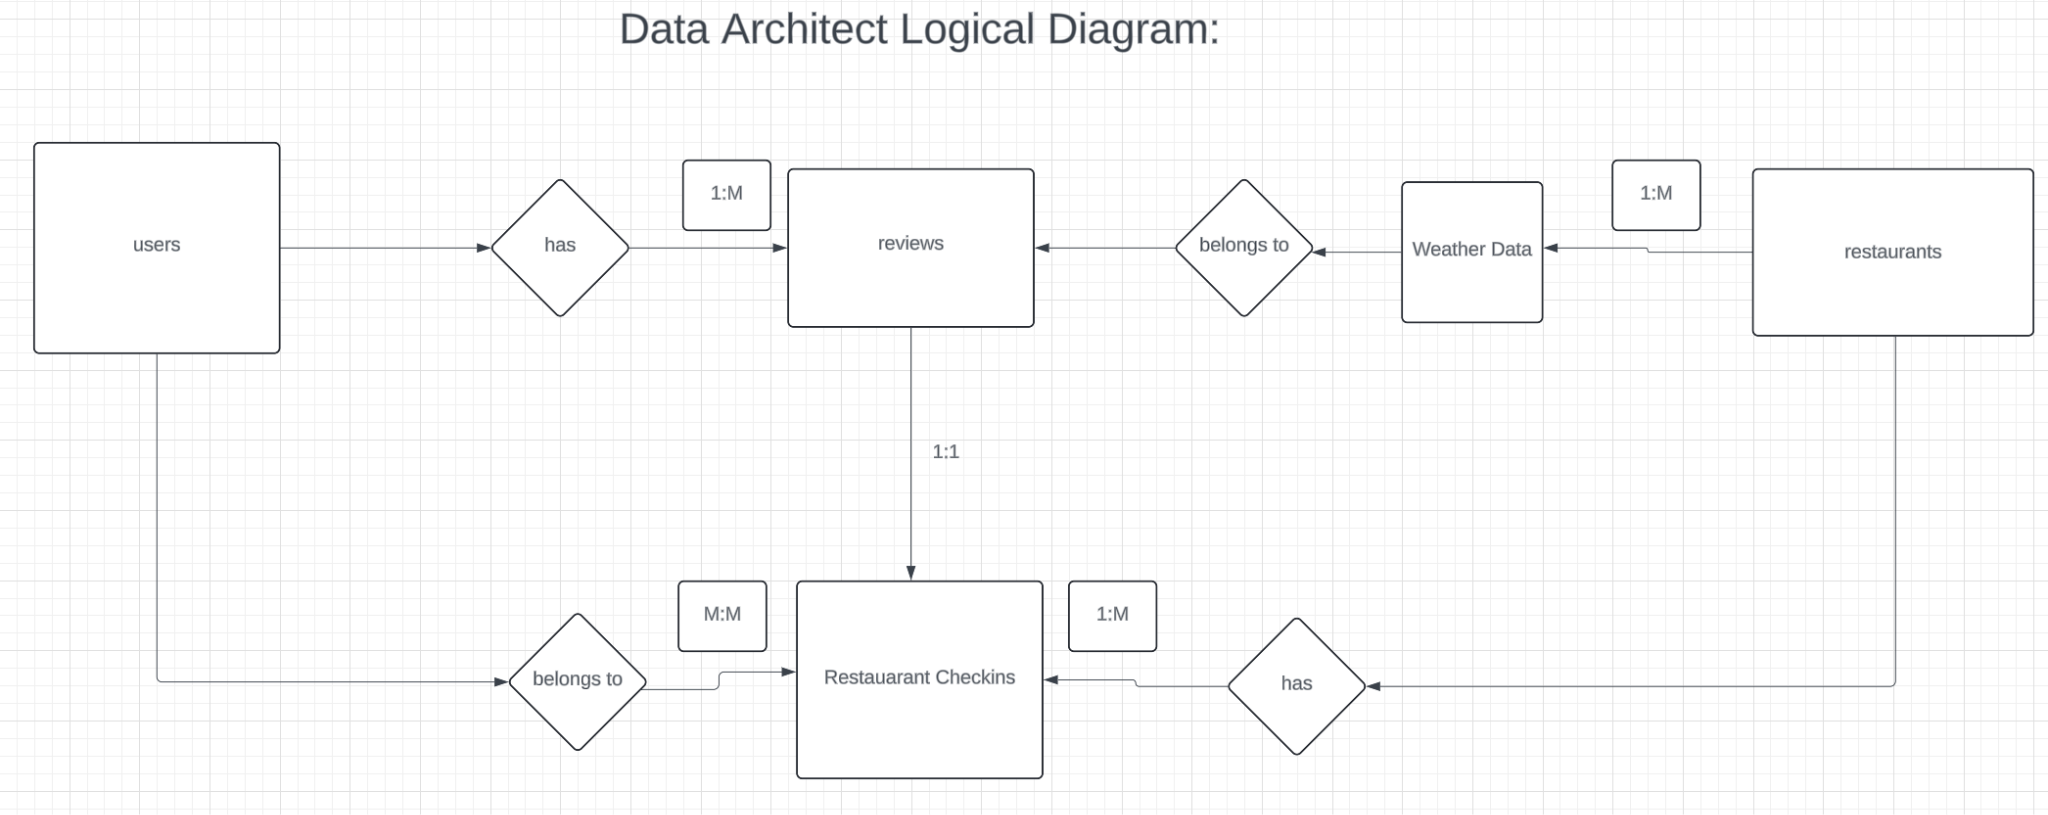 Data Architect Logical Diagram:
1:M
1:M
users
has
reviews
belongs to
Weather Data
restaurants
1:1
M:M
1:M
belongs to
Restauarant Checkins
has